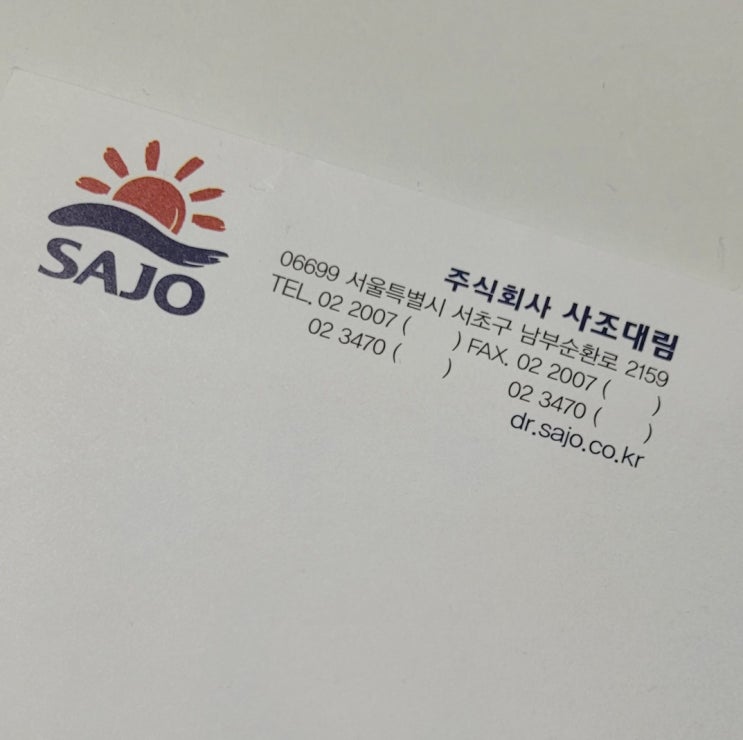 SAJO
주식회사 사조대림
06699 서울특별시 서초구 남부순환로 2159
TEL. 02 2007 (      ) FAX. 02 2007 (      )
02 3470 (      )      02 3470 (      )
dr.sajo.co.kr